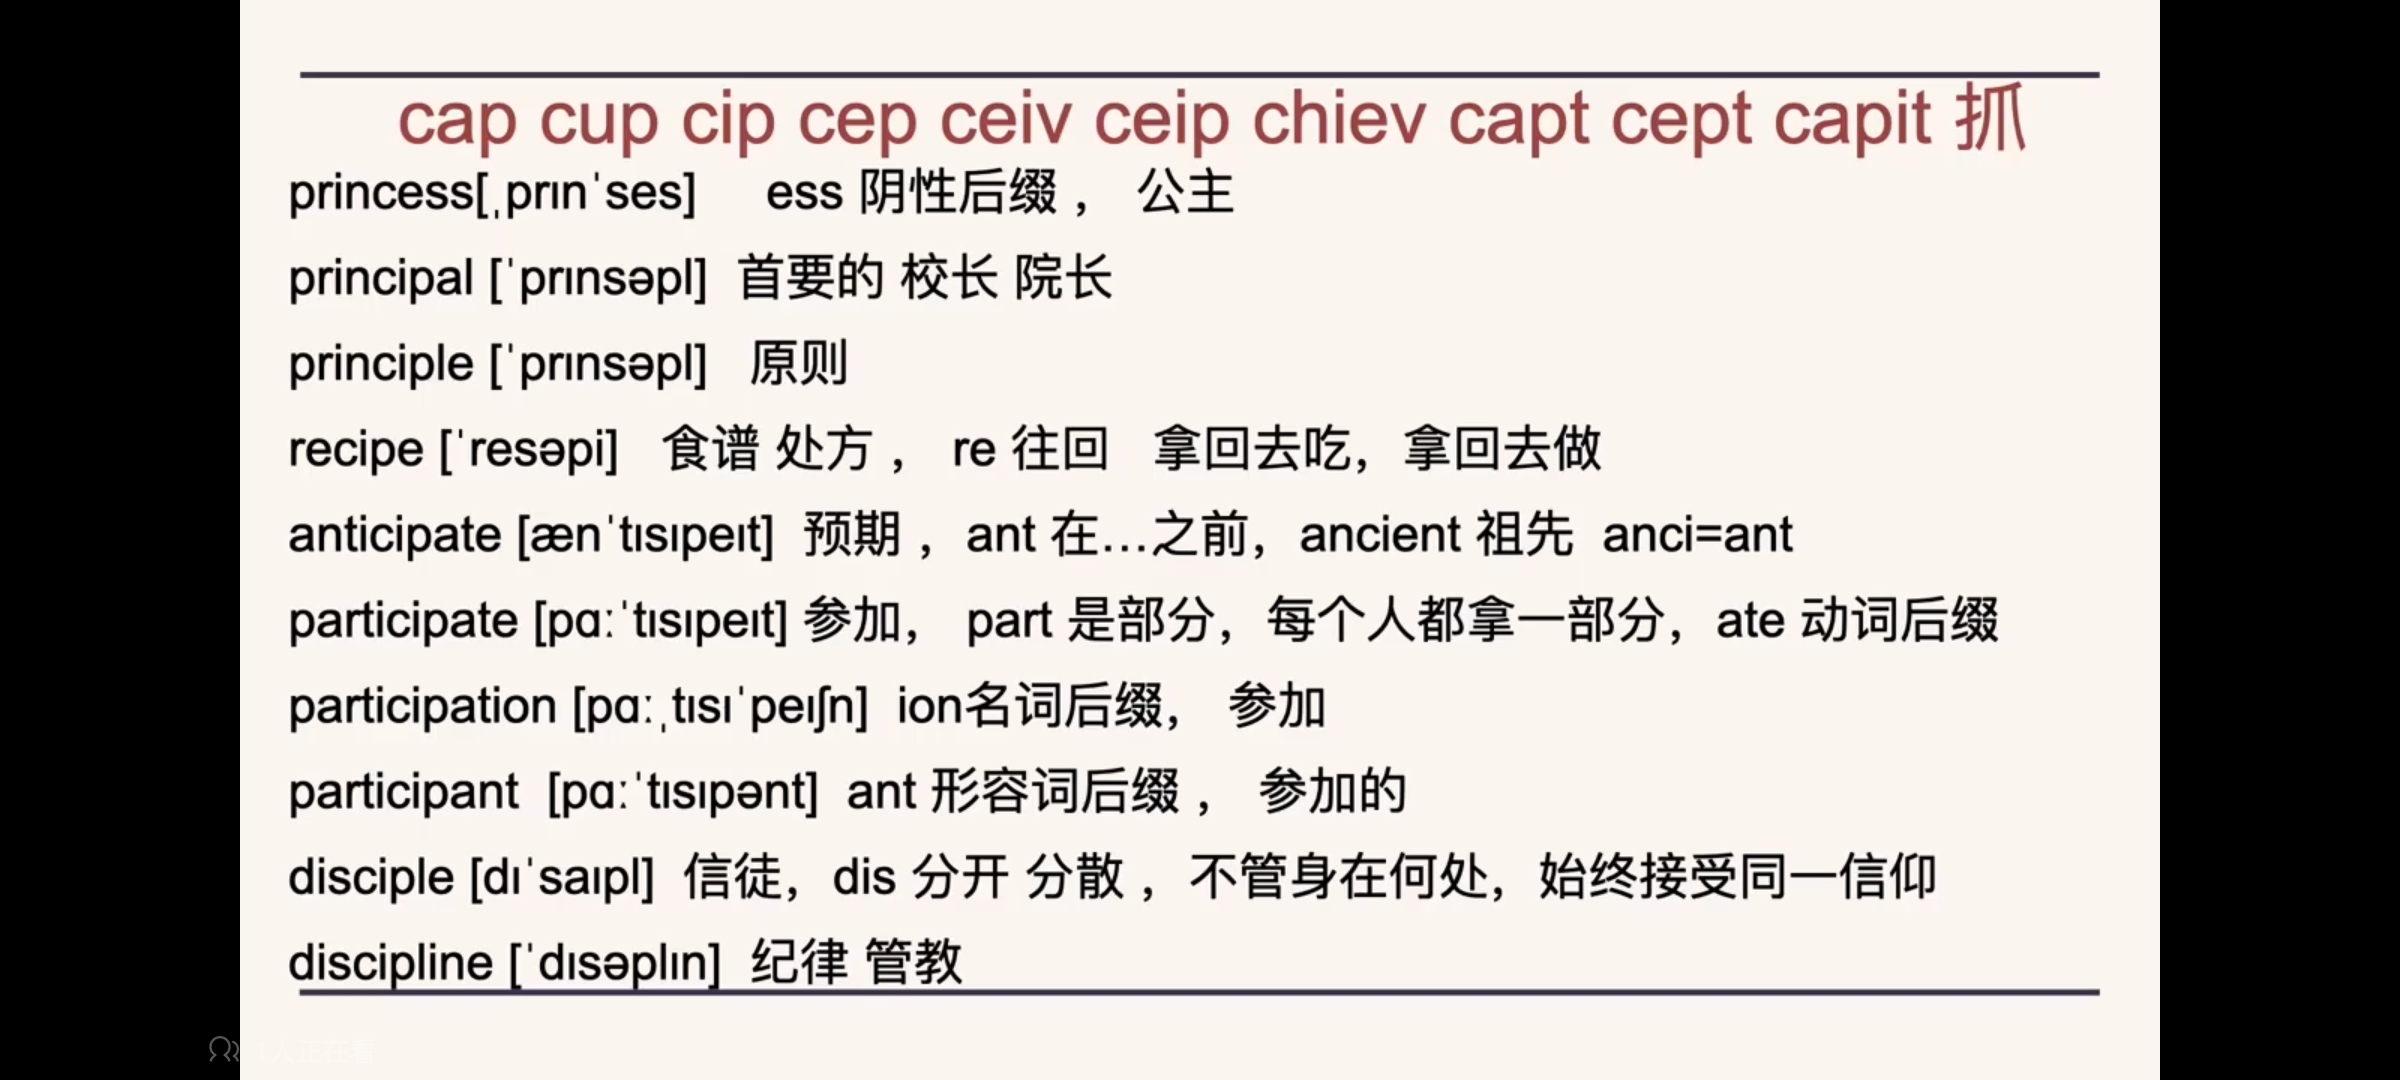 cap cup cip cep ceiv ceip chiev capt cept capit 抓
princess[ˌprɪnˈses] ess 阴性后缀 ， 公主
principal [ˈprɪnsəpl] 首要的 校长 院长
principle [ˈprɪnsəpl] 原则
recipe [ˈresəpi] 食谱 处方 ， re 往回 拿回去吃，拿回去做
anticipate [ænˈtɪsɪpeɪt] 预期 ，ant 在…之前，ancient 祖先 anci=ant
participate [pɑːˈtɪsɪpeɪt] 参加， part 是部分，每个人都拿一部分，ate 动词后缀
participation [pɑːˌtɪsɪˈpeɪʃn] ion名词后缀， 参加
participant [pɑːˈtɪsɪpənt] ant 形容词后缀 ， 参加的
disciple [dɪˈsaɪpl] 信徒，dis 分开 分散 ，不管身在何处，始终接受同一信仰
discipline [ˈdɪsəplɪn] 纪律 管教
1人正在看